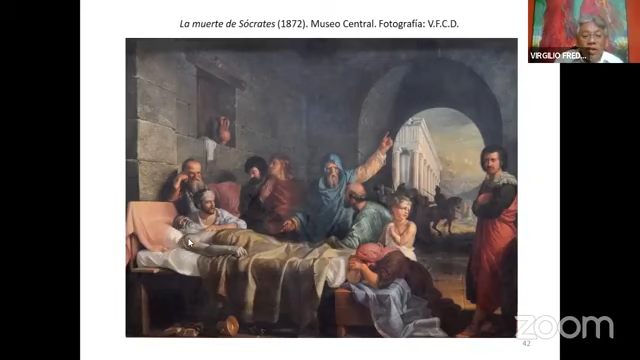 La muerte de Sócrates (1872). Museo Central. Fotografía: V.F.C.D.
VIRGILIO FRED...
zoom
42